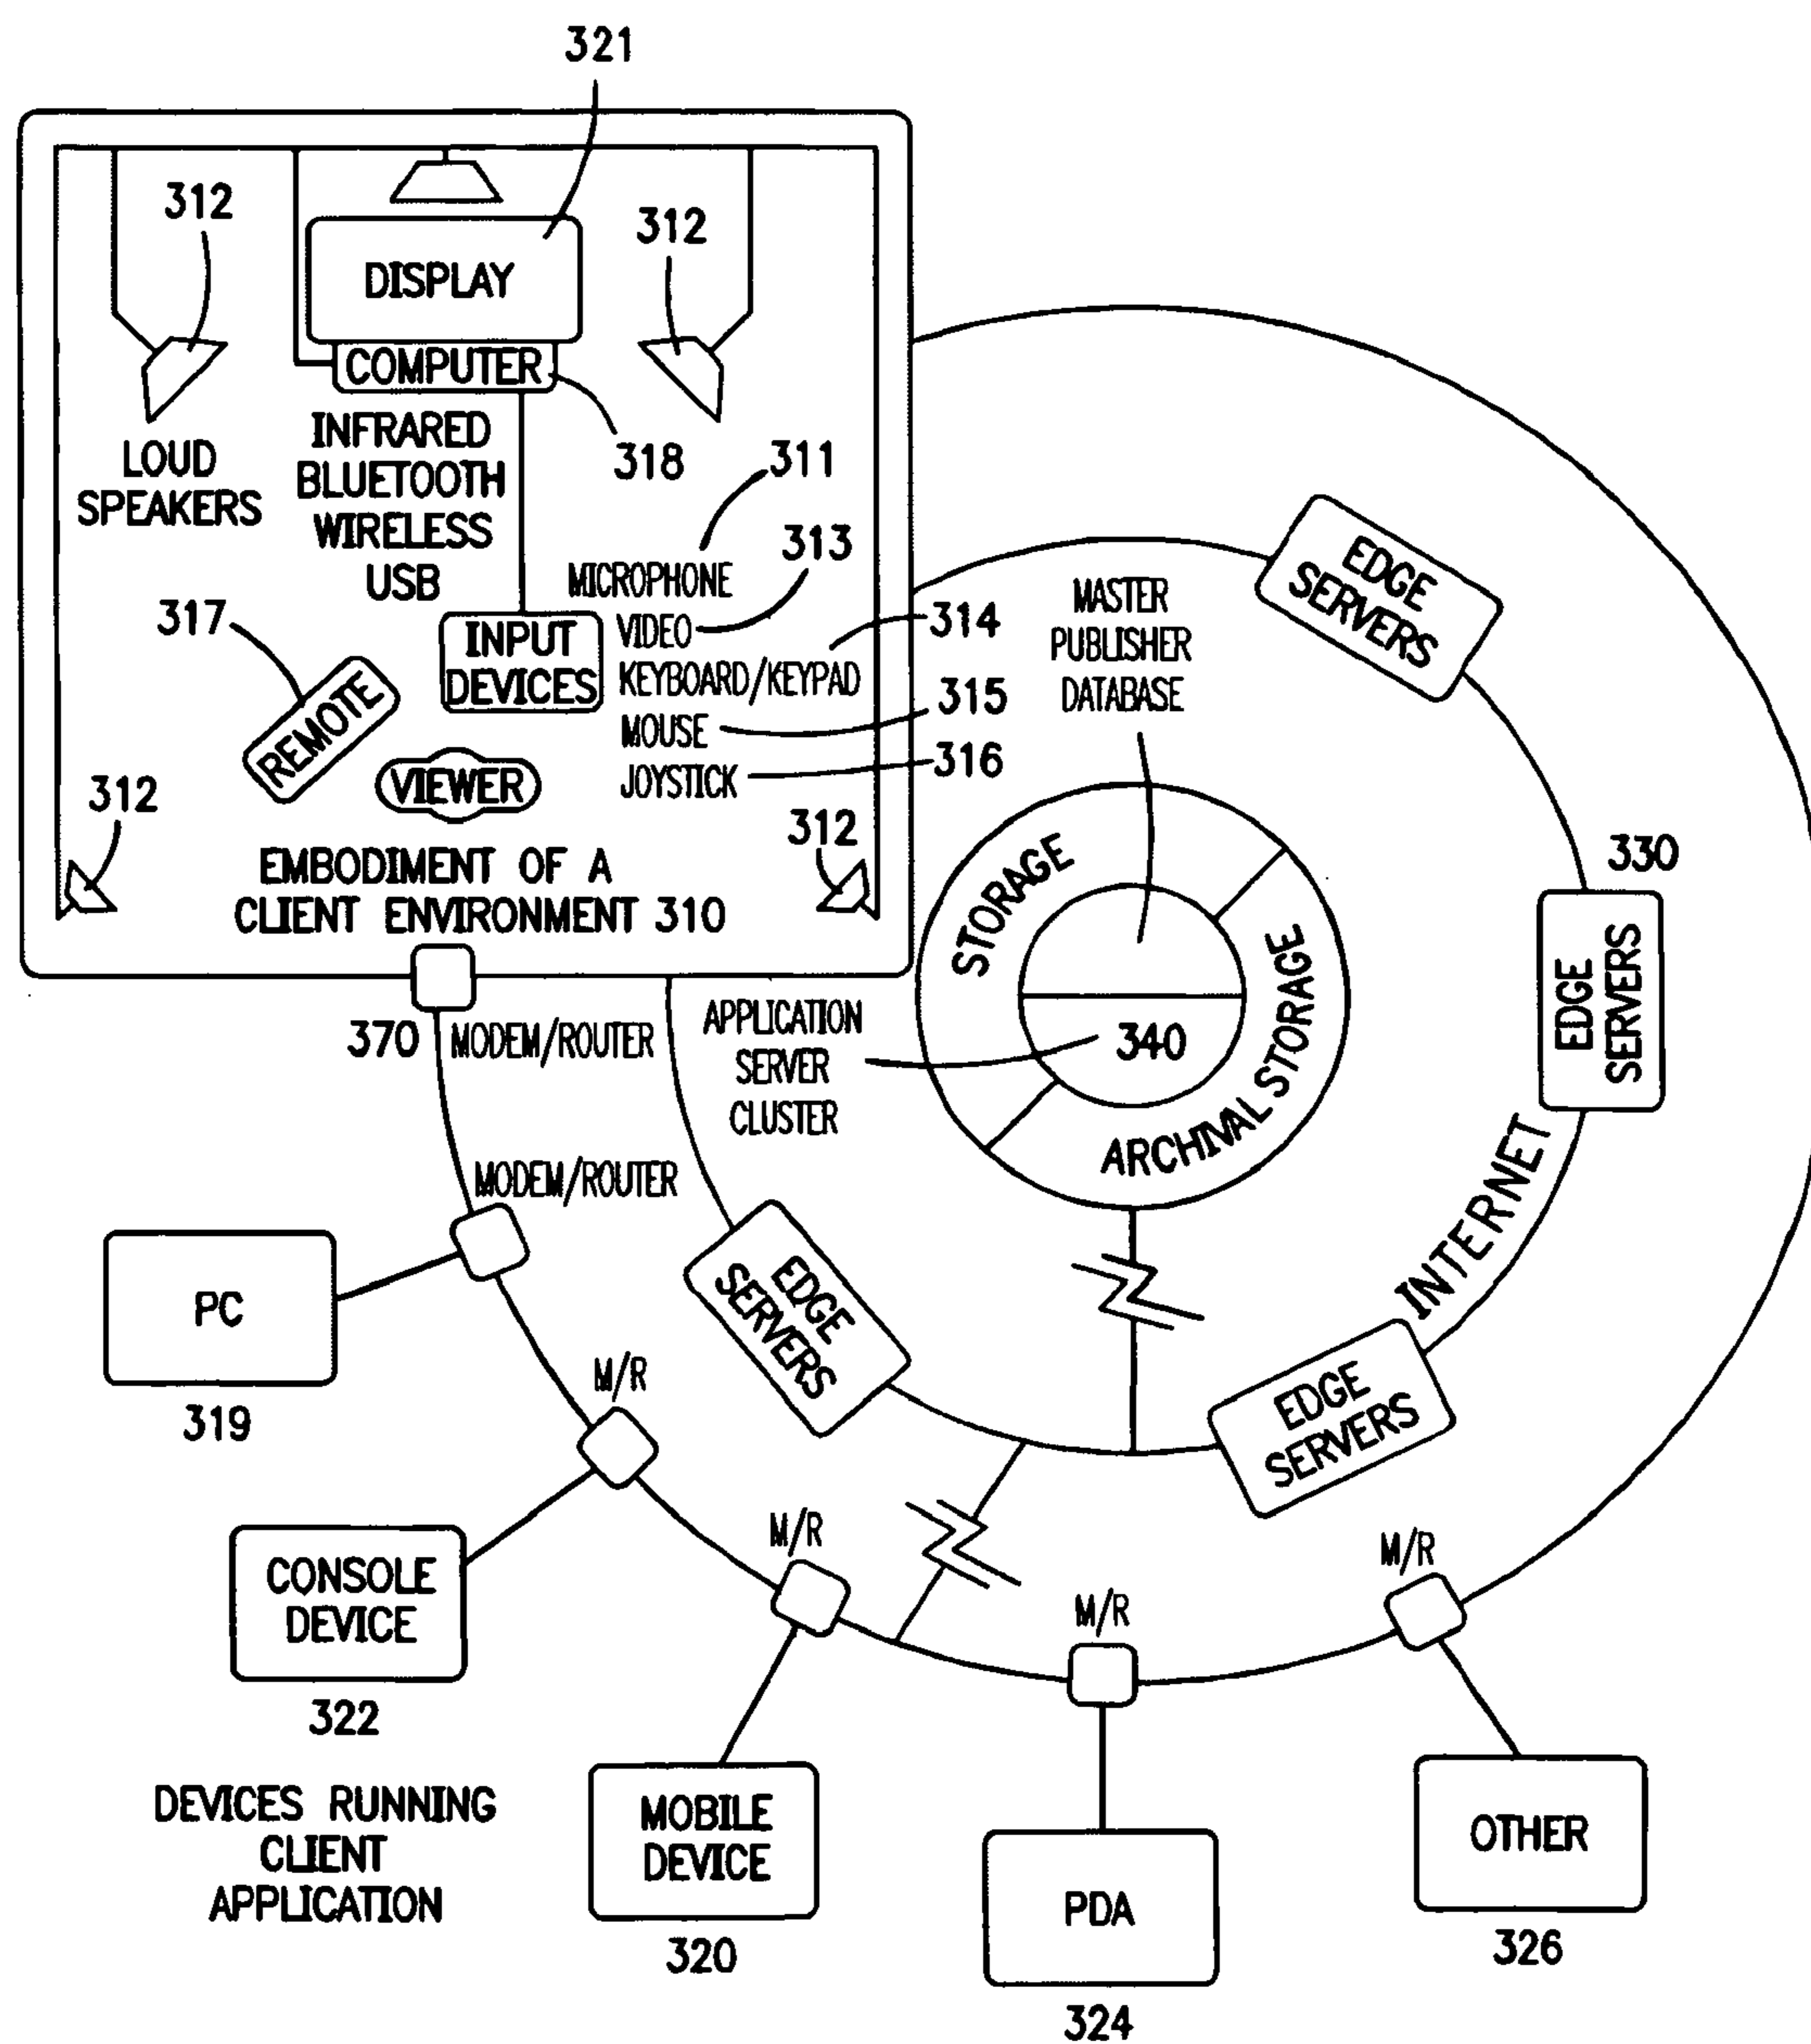 321
312
312
DISPLAY
COMPUTER
318
LOUD
SPEAKERS
INFRARED
BLUETOOTH
WIRELESS
USB
311
313
MICROPHONE
VIDEO
314
KEYBOARD/KEYPAD
315
MOUSE
316
JOYSTICK
INPUT
DEVICES
317
REMOTE
VIEWER
312
312
EMBODIMENT OF A
CLIENT ENVIRONMENT 310
MASTER
PUBLISHER
DATABASE
EDGE
SERVERS
330
EDGE
SERVERS
STORAGE
ARCHIVAL STORAGE
340
APPLICATION
SERVER
CLUSTER
370
MODEM/ROUTER
MODEM/ROUTER
INTERNET
EDGE
SERVERS
EDGE
SERVERS
PC
319
M/R
CONSOLE
DEVICE
322
M/R
MOBILE
DEVICE
320
M/R
PDA
324
M/R
OTHER
326
DEVICES RUNNING
CLIENT
APPLICATION